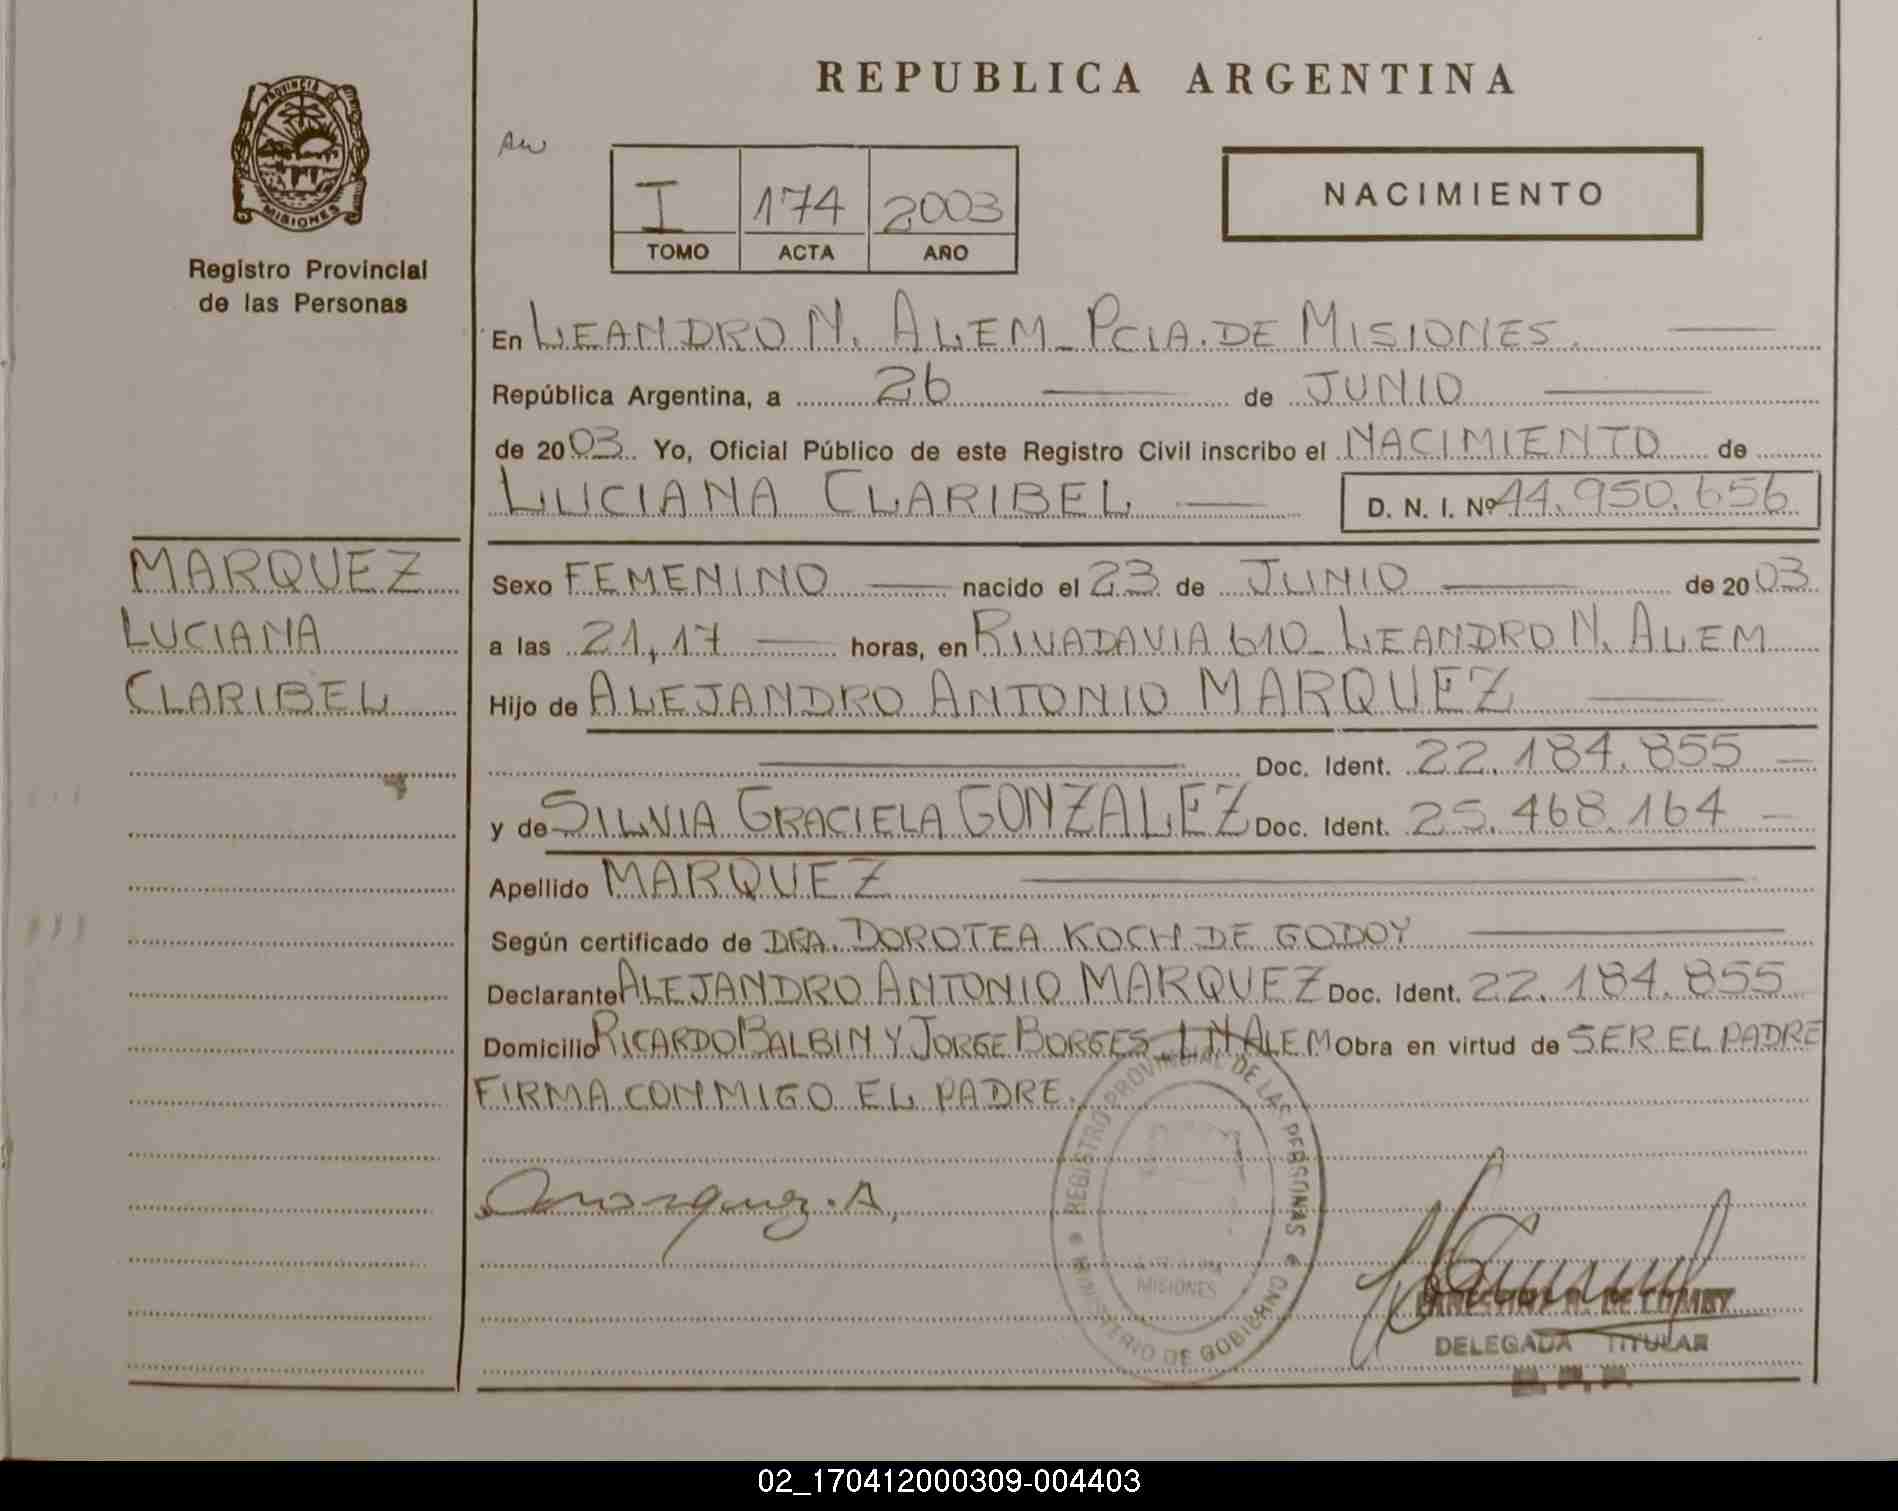 REPUBLICA ARGENTINA
PROVINCIA DE
MISIONES
Registro Provincial
de las Personas
I 174 2003
TOMO ACTA AÑO
NACIMIENTO
En LEANDRO N. ALEM - PCIA. DE MISIONES.
República Argentina, a 26 de JUNIO
de 2003. Yo, Oficial Público de este Registro Civil inscribo el NACIMIENTO de
LUCIANA CLARIBEL D. N. I. Nº 44.950.656
MARQUEZ
LUCIANA
CLARIBEL
Sexo FEMENINO nacido el 23 de JUNIO de 2003
a las 21,17 horas, en RIVADAVIA 610 - LEANDRO N. ALEM
Hijo de ALEJANDRO ANTONIO MARQUEZ
Doc. Ident. 22.184.855
y de SILVIA GRACIELA GONZALEZ Doc. Ident. 25.468.164
Apellido MARQUEZ
Según certificado de DRA. DOROTEA KOCH DE GODOY
Declarante ALEJANDRO ANTONIO MARQUEZ Doc. Ident. 22.184.855
Domicilio RICARDO BALBIN Y JORGE BORGES - L N ALEM Obra en virtud de SER EL PADRE
FIRMA CONMIGO EL PADRE.
Marquez. A,
REGISTRO PROVINCIAL DE LAS PERSONAS
MINISTERIO DE GOBIERNO
MISIONES
DELEGADA TITULAR
02_170412000309-004403